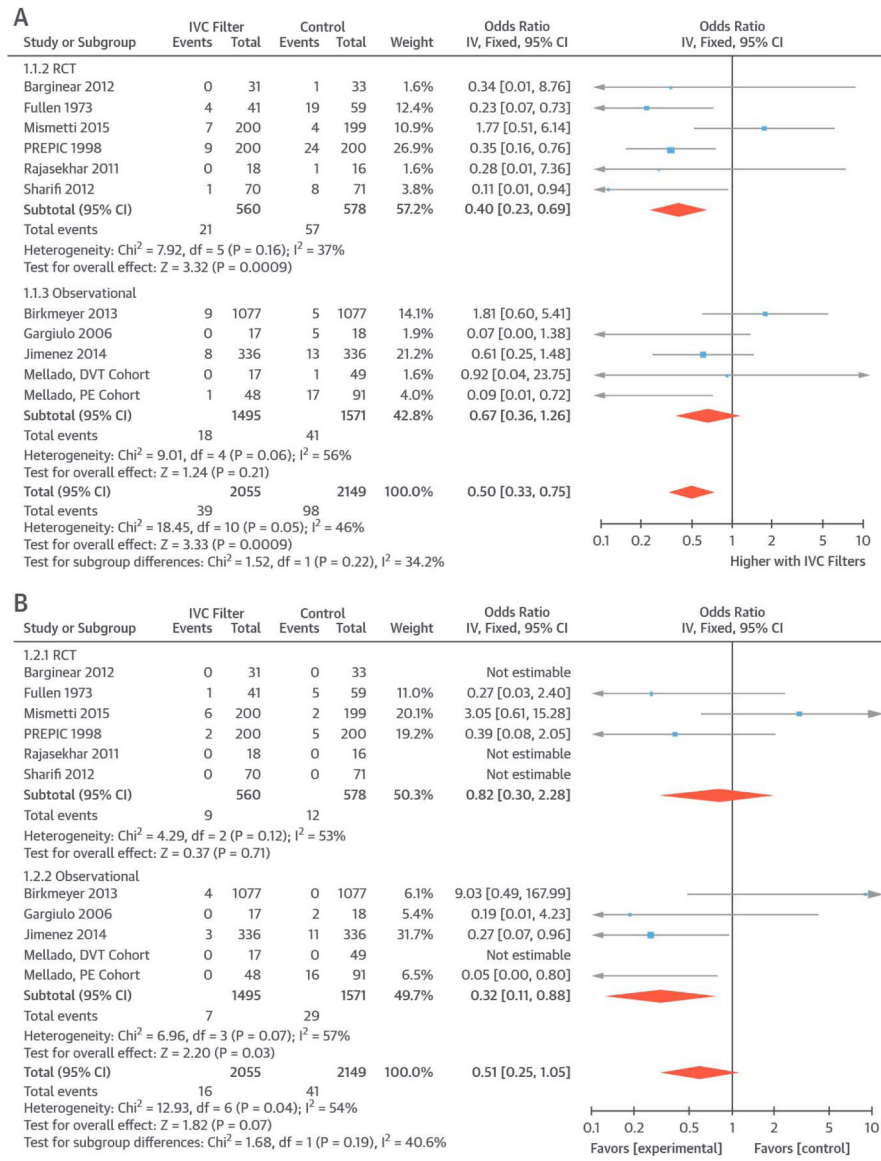 A
IVC Filter Control Odds Ratio Odds Ratio
Study or Subgroup Events Total Events Total Weight IV, Fixed, 95% CI IV, Fixed, 95% CI
1.1.2 RCT
Barginear 2012 0 31 1 33 1.6% 0.34 [0.01, 8.76]
Fullen 1973 4 41 19 59 12.4% 0.23 [0.07, 0.73]
Mismetti 2015 7 200 4 199 10.9% 1.77 [0.51, 6.14]
PREPIC 1998 9 200 24 200 26.9% 0.35 [0.16, 0.76]
Rajasekhar 2011 0 18 1 16 1.6% 0.28 [0.01, 7.36]
Sharifi 2012 1 70 8 71 3.8% 0.11 [0.01, 0.94]
Subtotal (95% CI) 560 578 57.2% 0.40 [0.23, 0.69]
Total events 21 57
Heterogeneity: Chi² = 7.92, df = 5 (P = 0.16); I² = 37%
Test for overall effect: Z = 3.32 (P = 0.0009)
1.1.3 Observational
Birkmeyer 2013 9 1077 5 1077 14.1% 1.81 [0.60, 5.41]
Gargiulo 2006 0 17 5 18 1.9% 0.07 [0.00, 1.38]
Jimenez 2014 8 336 13 336 21.2% 0.61 [0.25, 1.48]
Mellado, DVT Cohort 0 17 1 49 1.6% 0.92 [0.04, 23.75]
Mellado, PE Cohort 1 48 17 91 4.0% 0.09 [0.01, 0.72]
Subtotal (95% CI) 1495 1571 42.8% 0.67 [0.36, 1.26]
Total events 18 41
Heterogeneity: Chi² = 9.01, df = 4 (P = 0.06); I² = 56%
Test for overall effect: Z = 1.24 (P = 0.21)
Total (95% CI) 2055 2149 100.0% 0.50 [0.33, 0.75]
Total events 39 98
Heterogeneity: Chi² = 18.45, df = 10 (P = 0.05); I² = 46%
Test for overall effect: Z = 3.33 (P = 0.0009)
Test for subgroup differences: Chi² = 1.52, df = 1 (P = 0.22), I² = 34.2%
0.1 0.2 0.5 1 2 5 10
Higher with IVC Filters
B
IVC Filter Control Odds Ratio Odds Ratio
Study or Subgroup Events Total Events Total Weight IV, Fixed, 95% CI IV, Fixed, 95% CI
1.2.1 RCT
Barginear 2012 0 31 0 33 Not estimable
Fullen 1973 1 41 5 59 11.0% 0.27 [0.03, 2.40]
Mismetti 2015 6 200 2 199 20.1% 3.05 [0.61, 15.28]
PREPIC 1998 2 200 5 200 19.2% 0.39 [0.08, 2.05]
Rajasekhar 2011 0 18 0 16 Not estimable
Sharifi 2012 0 70 0 71 Not estimable
Subtotal (95% CI) 560 578 50.3% 0.82 [0.30, 2.28]
Total events 9 12
Heterogeneity: Chi² = 4.29, df = 2 (P = 0.12); I² = 53%
Test for overall effect: Z = 0.37 (P = 0.71)
1.2.2 Observational
Birkmeyer 2013 4 1077 0 1077 6.1% 9.03 [0.49, 167.99]
Gargiulo 2006 0 17 2 18 5.4% 0.19 [0.01, 4.23]
Jimenez 2014 3 336 11 336 31.7% 0.27 [0.07, 0.96]
Mellado, DVT Cohort 0 17 0 49 Not estimable
Mellado, PE Cohort 0 48 16 91 6.5% 0.05 [0.00, 0.80]
Subtotal (95% CI) 1495 1571 49.7% 0.32 [0.11, 0.88]
Total events 7 29
Heterogeneity: Chi² = 6.96, df = 3 (P = 0.07); I² = 57%
Test for overall effect: Z = 2.20 (P = 0.03)
Total (95% CI) 2055 2149 100.0% 0.51 [0.25, 1.05]
Total events 16 41
Heterogeneity: Chi² = 12.93, df = 6 (P = 0.04); I² = 54%
Test for overall effect: Z = 1.82 (P = 0.07)
Test for subgroup differences: Chi² = 1.68, df = 1 (P = 0.19), I² = 40.6%
0.1 0.2 0.5 1 2 5 10
Favors [experimental] Favors [control]